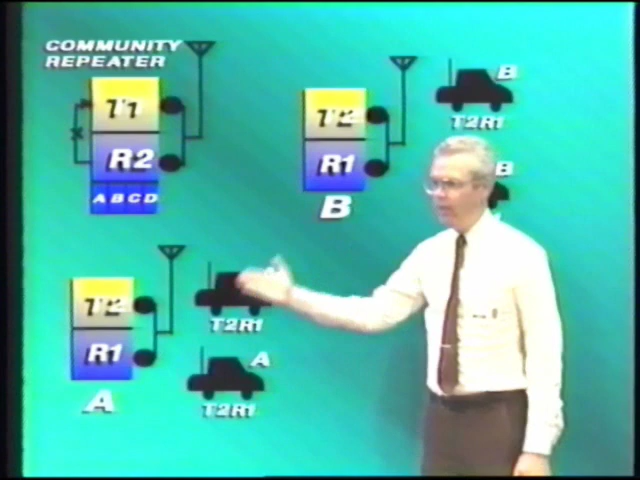 COMMUNITY
REPEATER
T1
R2
A B C D
T2
R1
B
B
T2R1
B
T2
R1
A
T2R1
A
T2R1